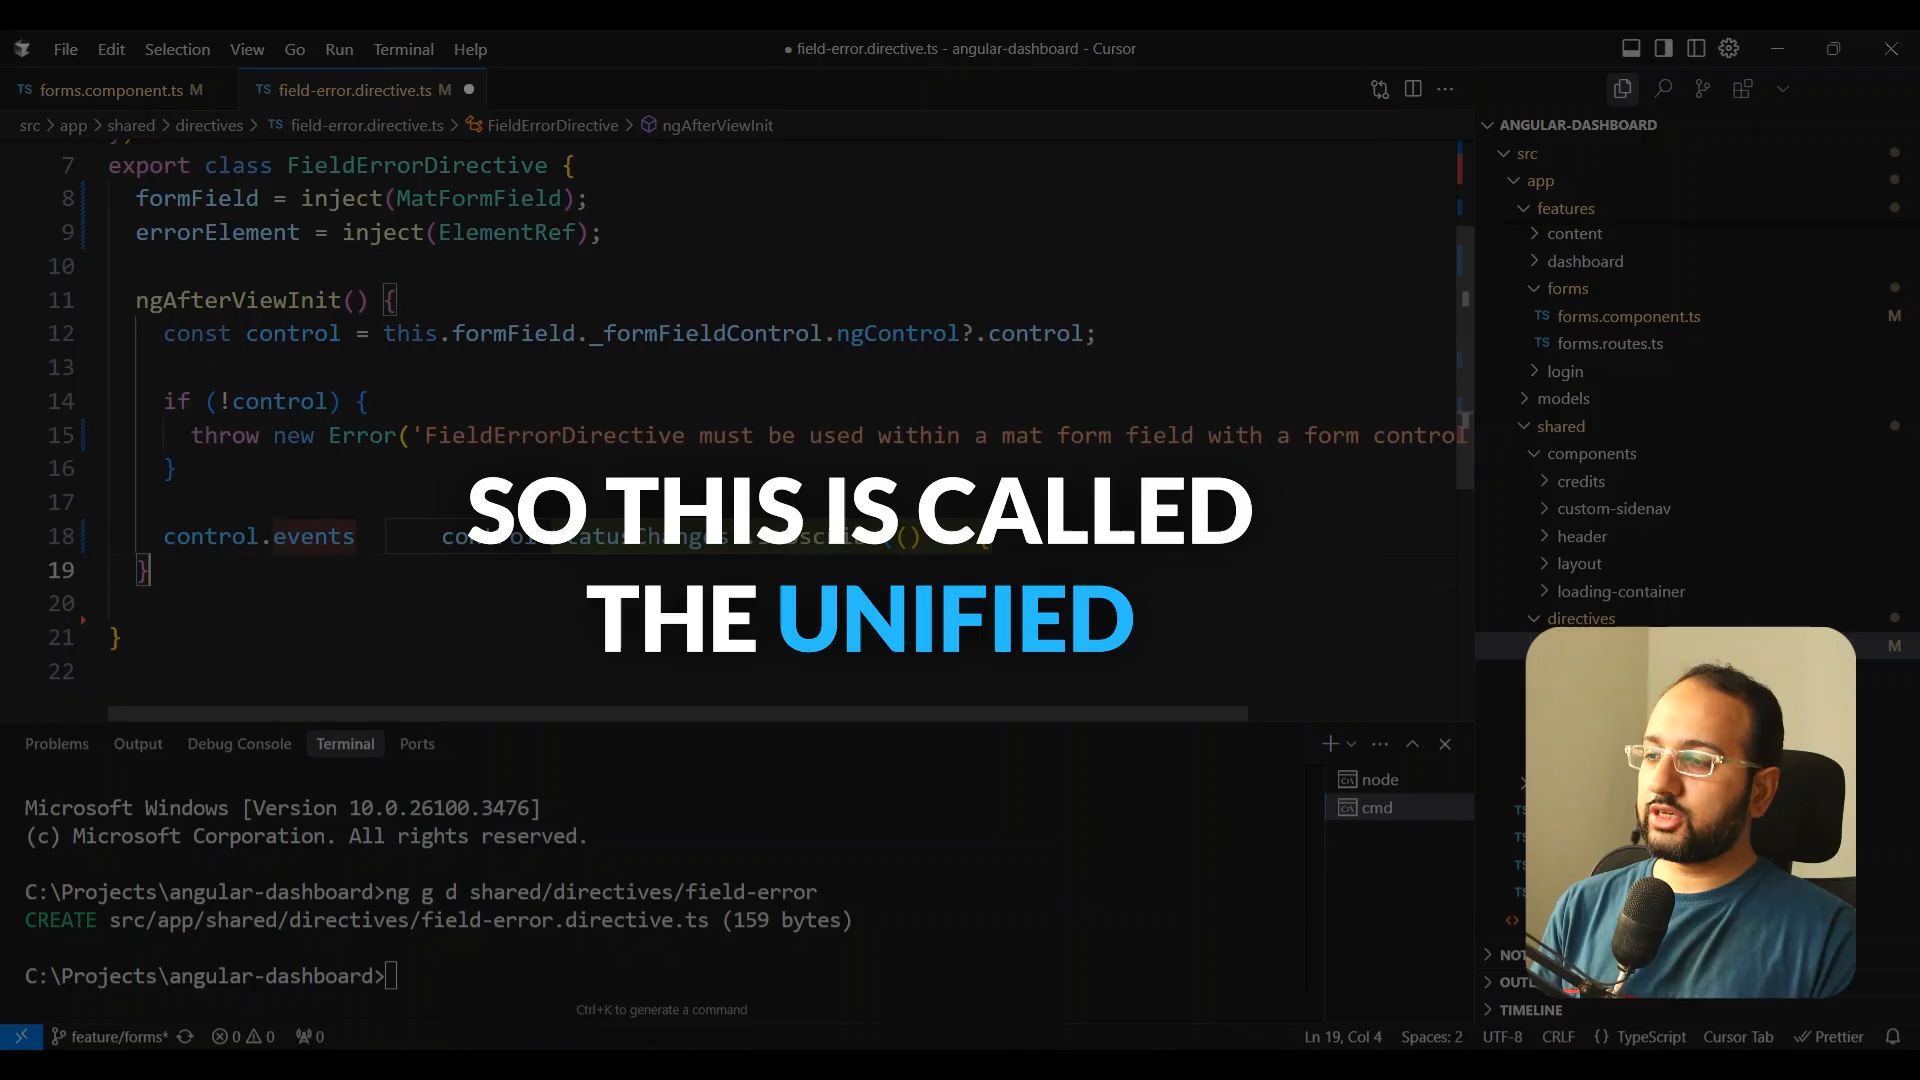 File Edit Selection View Go Run Terminal Help
● field-error.directive.ts - angular-dashboard - Cursor
TS forms.component.ts M
TS field-error.directive.ts M ●
src > app > shared > directives > TS field-error.directive.ts > FieldErrorDirective > ngAfterViewInit
7 export class FieldErrorDirective {
8 formField = inject(MatFormField);
9 errorElement = inject(ElementRef);
10
11 ngAfterViewInit() {
12 const control = this.formField._formFieldControl.ngControl?.control;
13
14 if (!control) {
15 throw new Error('FieldErrorDirective must be used within a mat form field with a form control
16 }
17
18 control.events
19 }
20
21 }
22
SO THIS IS CALLED
THE UNIFIED
Problems Output Debug Console Terminal Ports
Microsoft Windows [Version 10.0.26100.3476]
(c) Microsoft Corporation. All rights reserved.
C:\Projects\angular-dashboard>ng g d shared/directives/field-error
CREATE src/app/shared/directives/field-error.directive.ts (159 bytes)
C:\Projects\angular-dashboard>
Ctrl+K to generate a command
node
cmd
ANGULAR-DASHBOARD
src
app
features
content
dashboard
forms
TS forms.component.ts M
TS forms.routes.ts
login
models
shared
components
credits
custom-sidenav
header
layout
loading-container
directives
M
TS
TS
TS
TS
<>
TIMELINE
feature/forms* 0 0 0
Ln 19, Col 4 Spaces: 2 UTF-8 CRLF {} TypeScript Cursor Tab Prettier